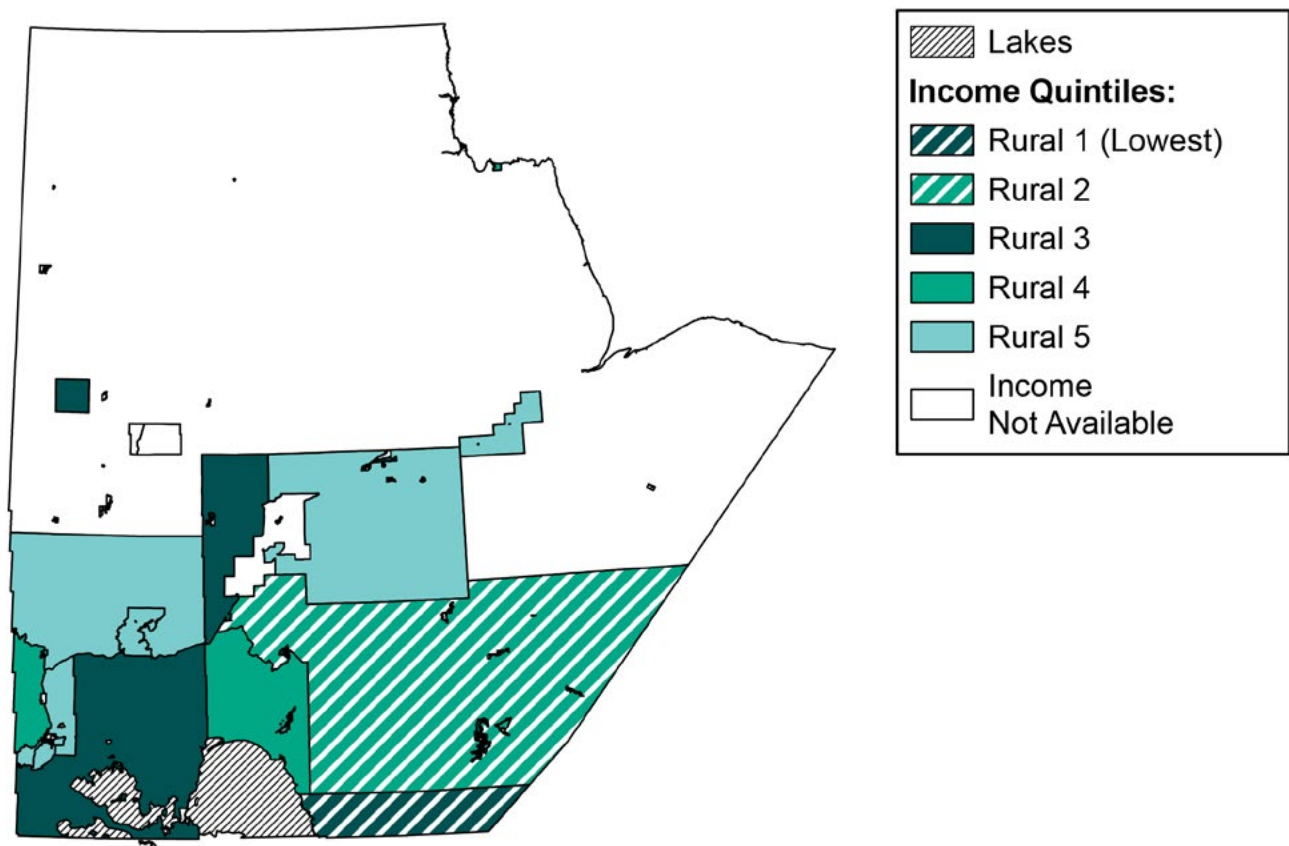 Lakes
Income Quintiles:
Rural 1 (Lowest)
Rural 2
Rural 3
Rural 4
Rural 5
Income
Not Available